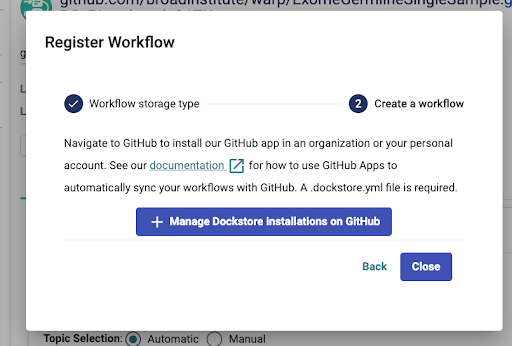 github.com/broadinstitute/warp/ExomeGermlineSingleSample:g
Register Workflow
Workflow storage type
2 Create a workflow
Navigate to GitHub to install our GitHub app in an organization or your personal
account. See our documentation for how to use GitHub Apps to
automatically sync your workflows with GitHub. A .dockstore.yml file is required.
+ Manage Dockstore installations on GitHub
Back Close
Topic Selection: Automatic Manual